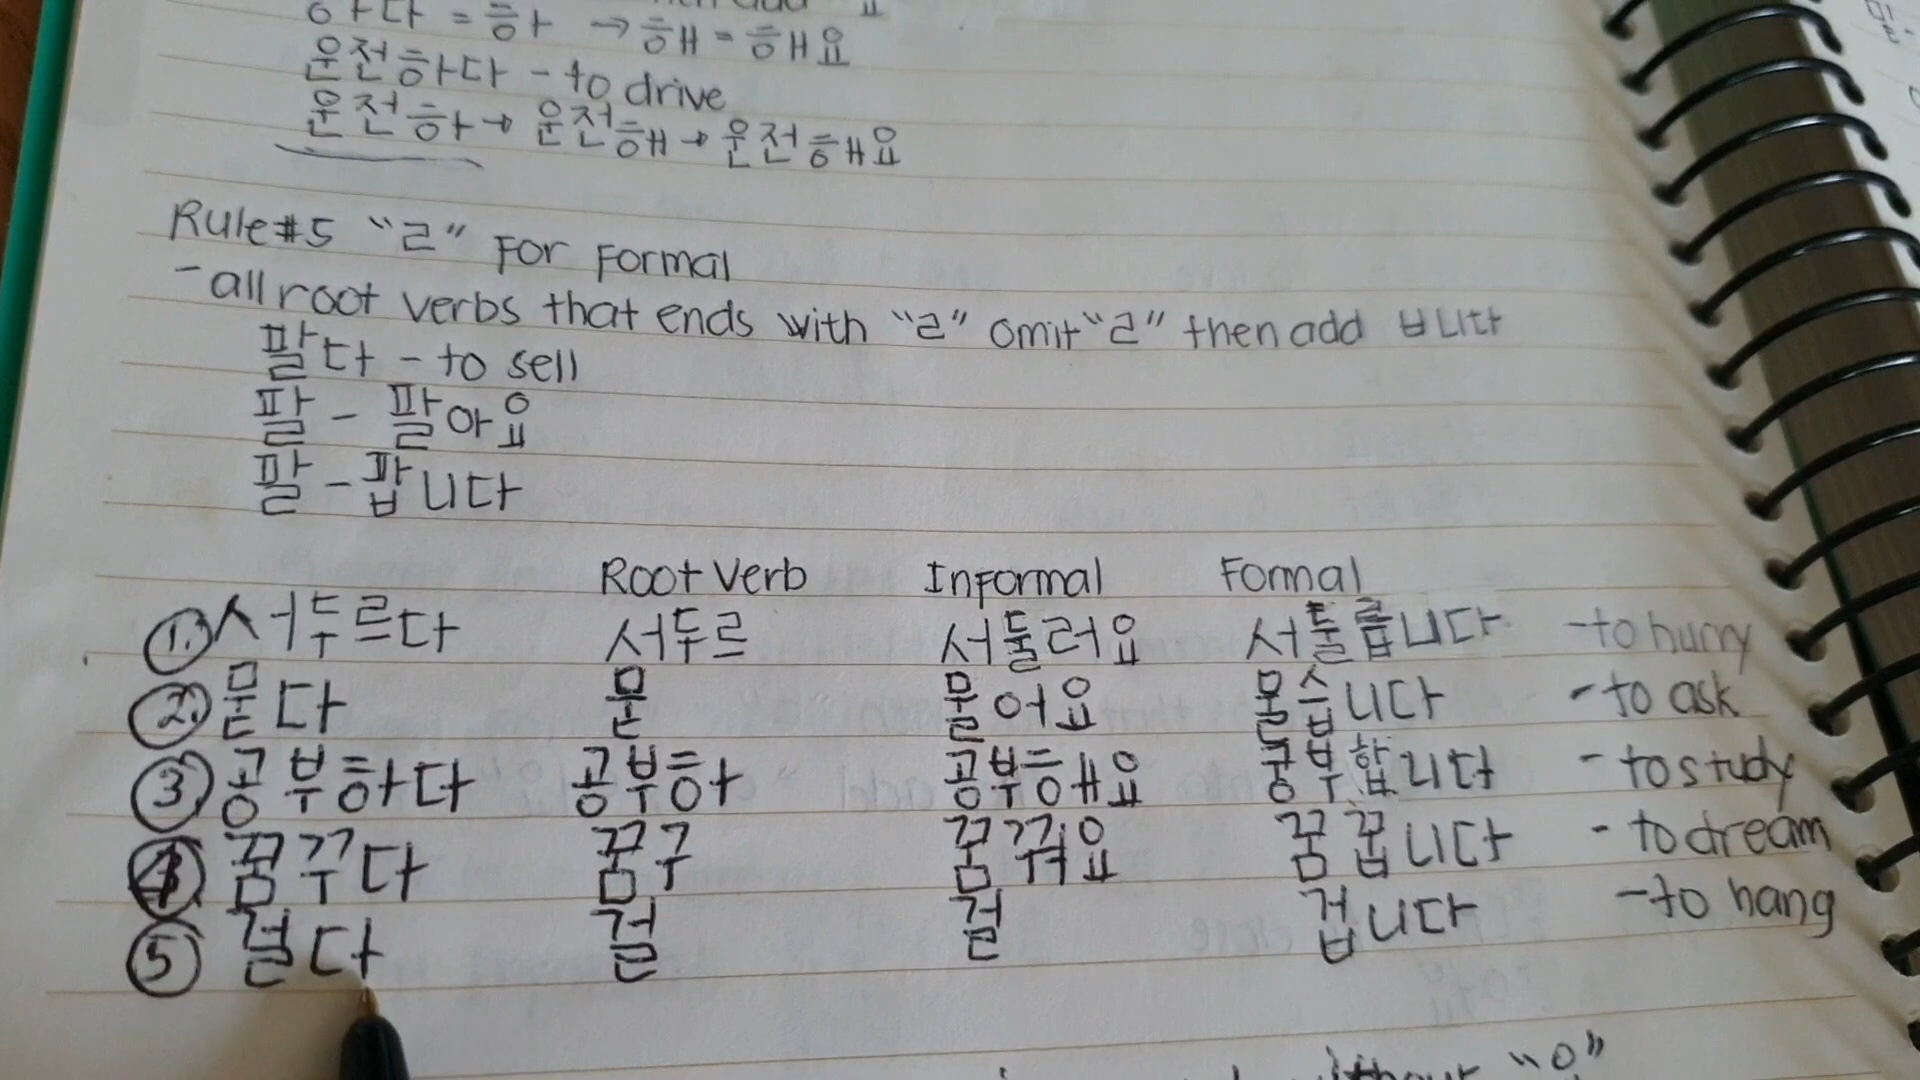 하다 = 하 → 해 = 해요
운전하다 - to drive
운전하 → 운전해 → 운전해요
Rule#5 "ㄹ" For Formal
- all root verbs that ends with "ㄹ" omit "ㄹ" then add ㅂ니다
팔다 - to sell
팔 - 팔아요
팔 - 팝니다
Root Verb Informal Formal
1. 서두르다 서두르 서둘러요 서둘릅니다 - to hurry
2. 묻다 묻 물어요 물습니다 - to ask
3. 공부하다 공부하 공부해요 공부합니다 - to study
4 꿈꾸다 꿈구 꿈꿔요 꿈꿉니다 - to dream
5 걸다 걸 걸 겁니다 - to hang
"ㅇ"